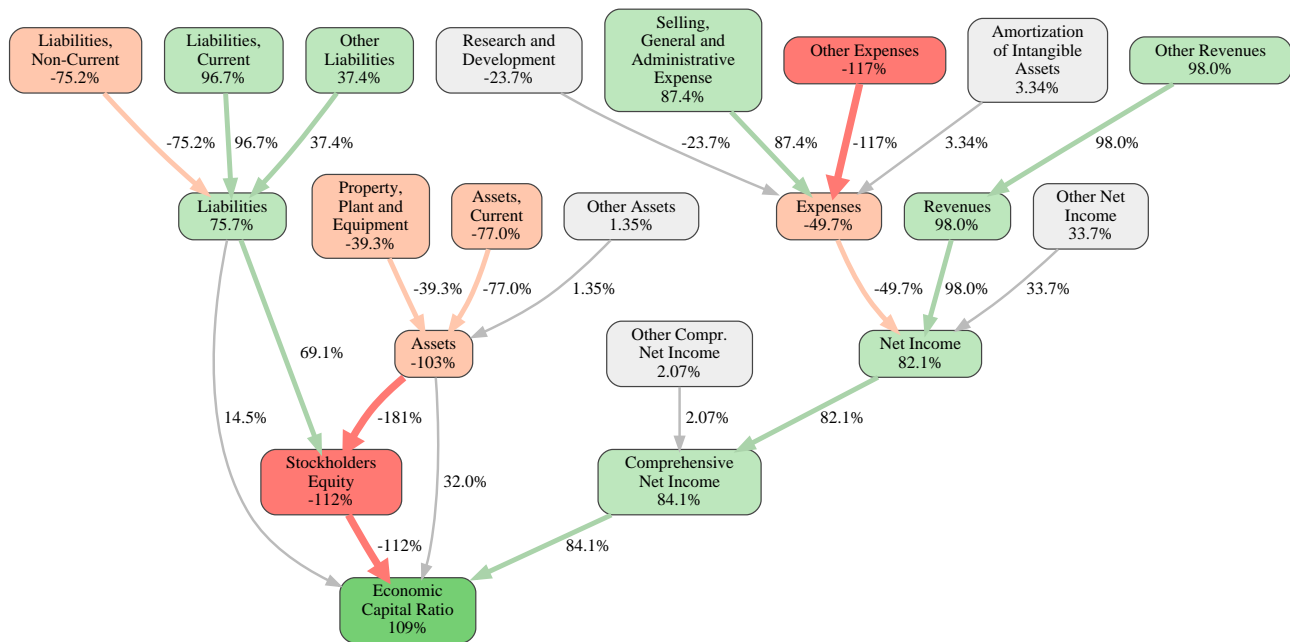 Liabilities,
Non-Current
-75.2%
Liabilities,
Current
96.7%
Other
Liabilities
37.4%
Research and
Development
-23.7%
Selling,
General and
Administrative
Expense
87.4%
Other Expenses
-117%
Amortization
of Intangible
Assets
3.34%
Other Revenues
98.0%
-75.2%
96.7%
37.4%
-23.7%
87.4%
-117%
3.34%
98.0%
Liabilities
75.7%
Property,
Plant and
Equipment
-39.3%
Assets,
Current
-77.0%
Other Assets
1.35%
Expenses
-49.7%
Revenues
98.0%
Other Net
Income
33.7%
-39.3%
-77.0%
1.35%
-49.7%
98.0%
33.7%
69.1%
Assets
-103%
Other Compr.
Net Income
2.07%
Net Income
82.1%
14.5%
-181%
2.07%
82.1%
Stockholders
Equity
-112%
32.0%
Comprehensive
Net Income
84.1%
-112%
84.1%
Economic
Capital Ratio
109%